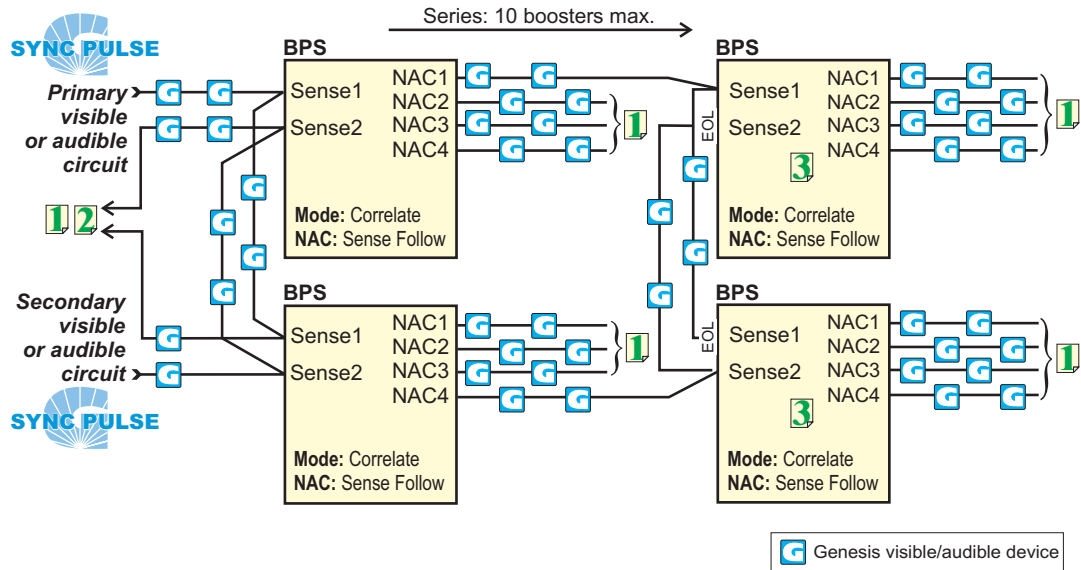 Series: 10 boosters max.
SYNC PULSE
Primary
visible
or audible
circuit
1 2
Secondary
visible
or audible
circuit
SYNC PULSE
BPS
Sense1
Sense2
NAC1
NAC2
NAC3
NAC4
1
Mode: Correlate
NAC: Sense Follow
BPS
Sense1
Sense2
EOL
NAC1
NAC2
NAC3
NAC4
1
3
Mode: Correlate
NAC: Sense Follow
BPS
Sense1
Sense2
NAC1
NAC2
NAC3
NAC4
1
Mode: Correlate
NAC: Sense Follow
BPS
Sense1
Sense2
EOL
NAC1
NAC2
NAC3
NAC4
1
3
Mode: Correlate
NAC: Sense Follow
G Genesis visible/audible device